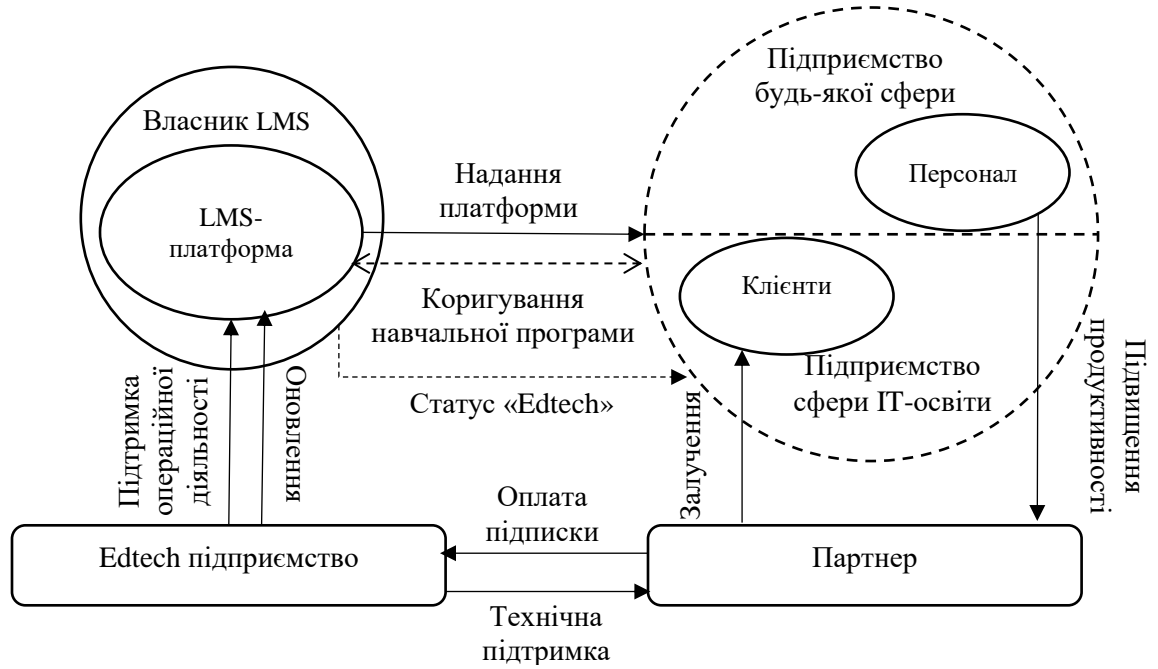 Підприємство
будь-якої сфери
Власник LMS
Персонал
Надання
платформи
LMS-
платформа
Клієнти
Коригування
навчальної програми
Підприємство
сфери ІТ-освіти
Статус «Edtech»
Підтримка
операційної
діяльності
Оновлення
Залучення
Підвищення
продуктивності
Оплата
підписки
Edtech підприємство
Партнер
Технічна
підтримка